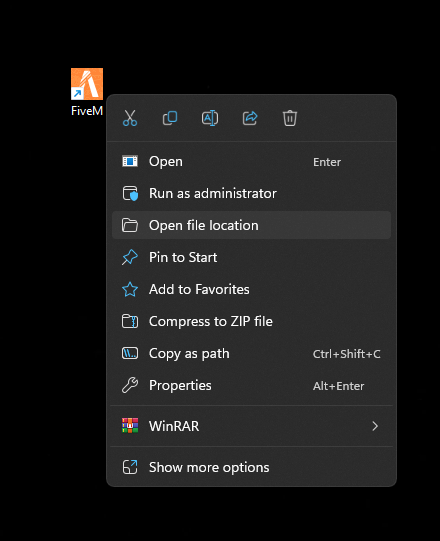 FiveM
Open Enter
Run as administrator
Open file location
Pin to Start
Add to Favorites
Compress to ZIP file
Copy as path Ctrl+Shift+C
Properties Alt+Enter
WinRAR
Show more options